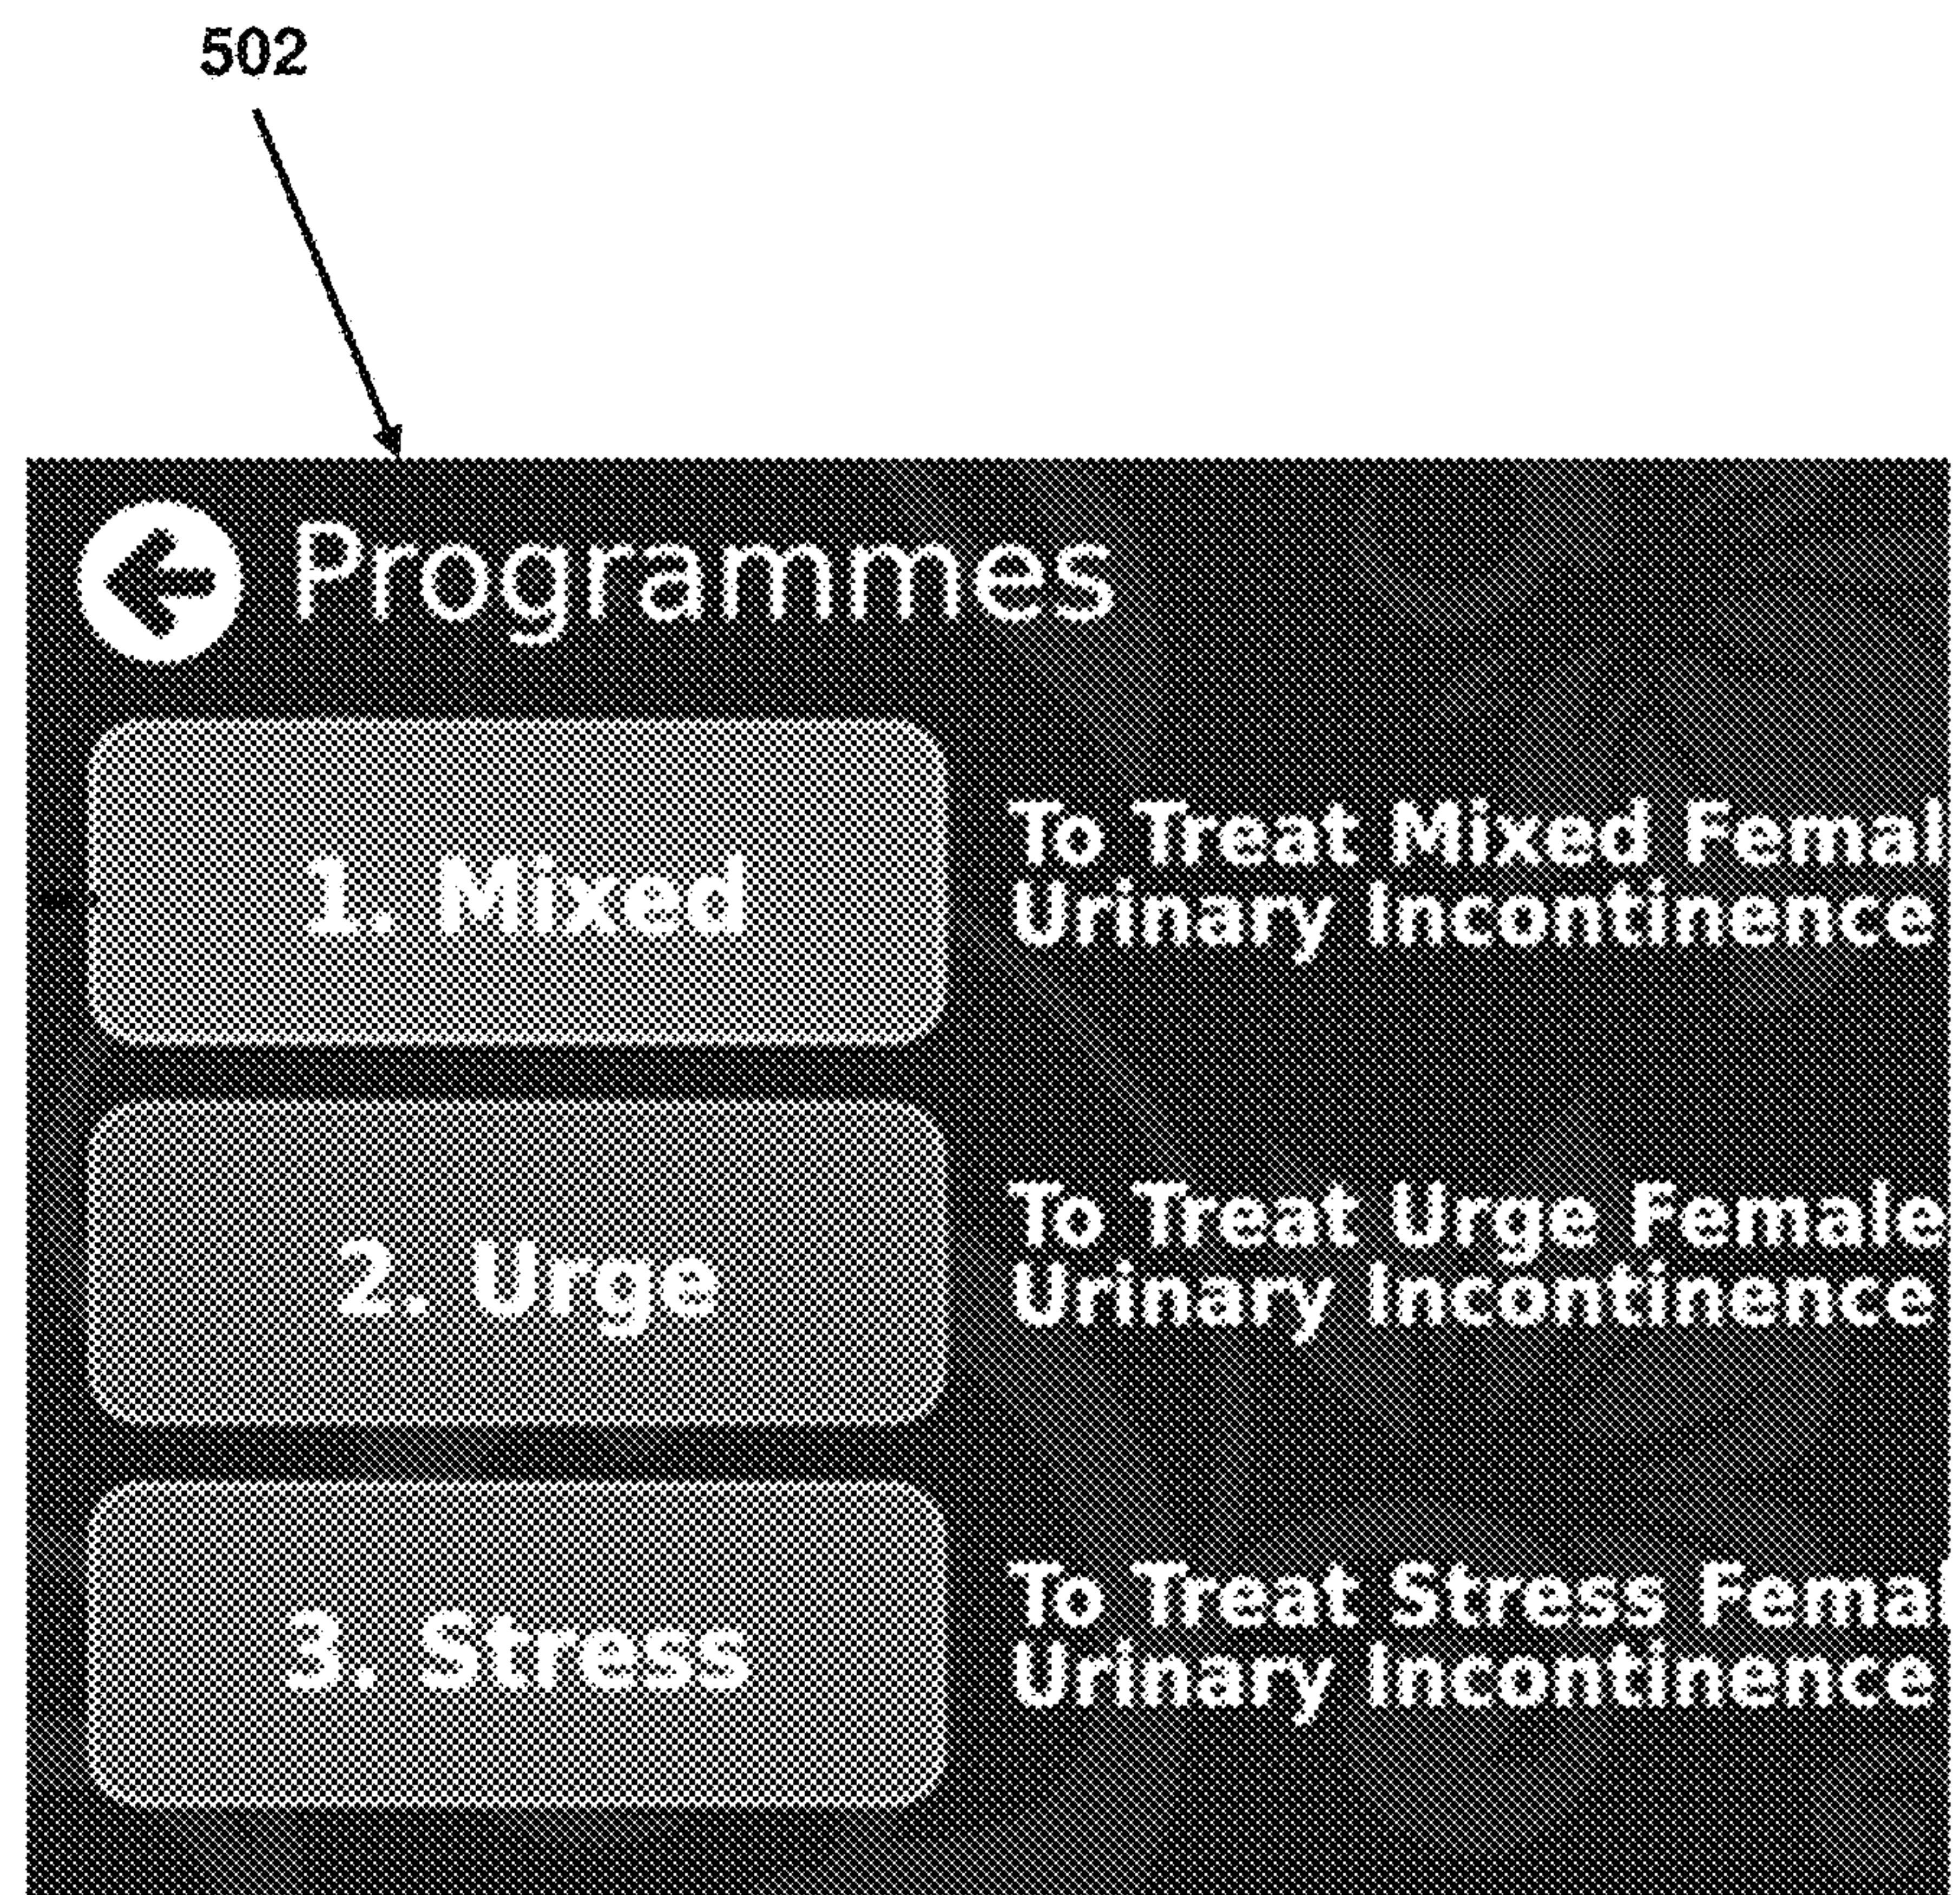 502
Programmes
1. Mixed
To Treat Mixed Femal
Urinary Incontinence
2. Urge
To Treat Urge Female
Urinary Incontinence
3. Stress
To Treat Stress Femal
Urinary Incontinence